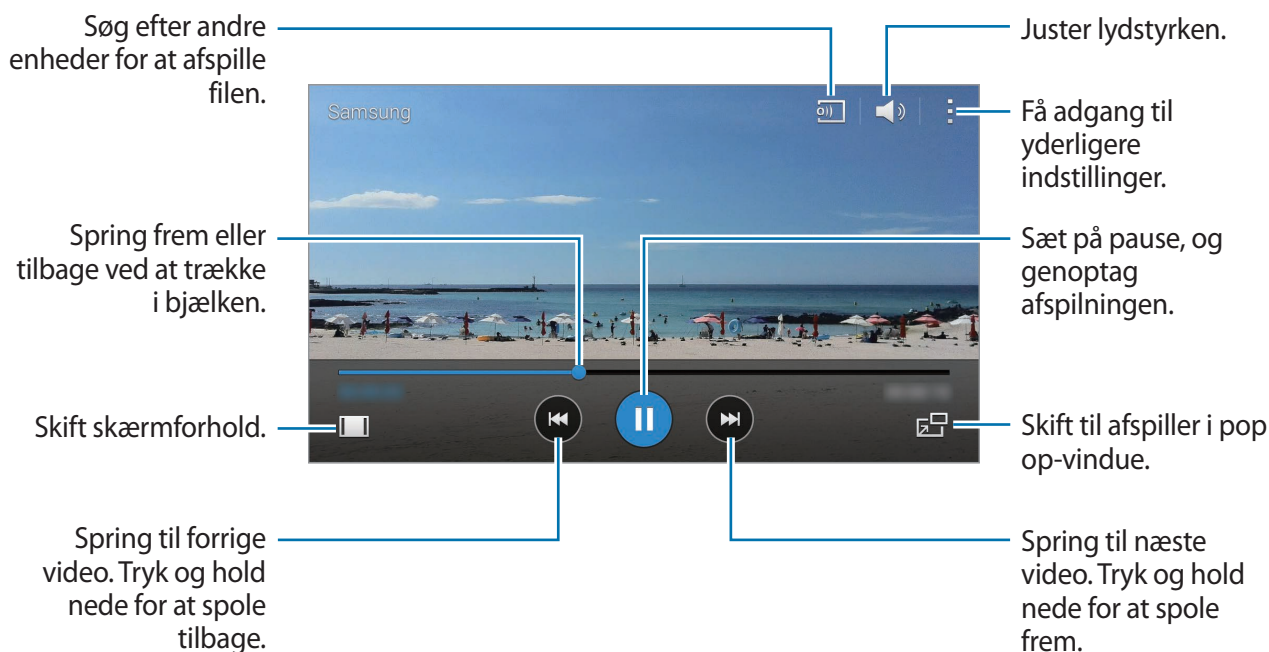 Søg efter andre
enheder for at afspille
filen.
Juster lydstyrken.
Samsung
Få adgang til
yderligere
indstillinger.
Spring frem eller
tilbage ved at trække
i bjælken.
Sæt på pause, og
genoptag
afspilningen.
Skift skærmforhold.
Skift til afspiller i pop
op-vindue.
Spring til forrige
video. Tryk og hold
nede for at spole
tilbage.
Spring til næste
video. Tryk og hold
nede for at spole
frem.